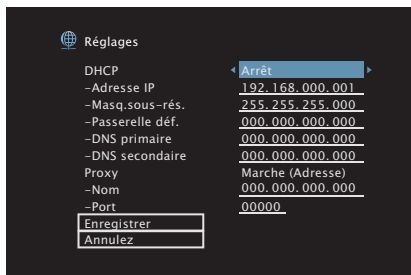 Réglages
DHCP Arrêt
-Adresse IP 192.168.000.001
-Masq.sous-rés. 255.255.255.000
-Passerelle déf. 000.000.000.000
-DNS primaire 000.000.000.000
-DNS secondaire 000.000.000.000
Proxy Marche (Adresse)
-Nom 000.000.000.000
-Port 00000
Enregistrer
Annulez